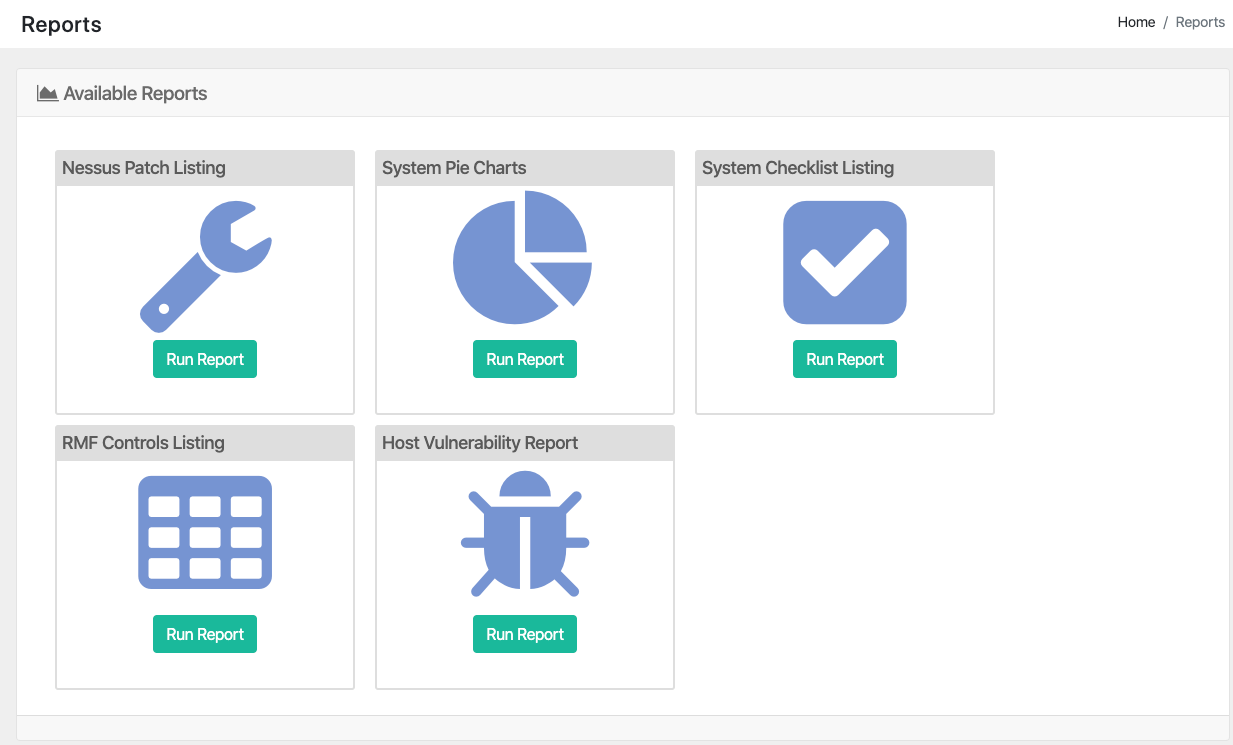 Reports
Home / Reports
Available Reports
Nessus Patch Listing
System Pie Charts
System Checklist Listing
Run Report
Run Report
Run Report
RMF Controls Listing
Host Vulnerability Report
Run Report
Run Report